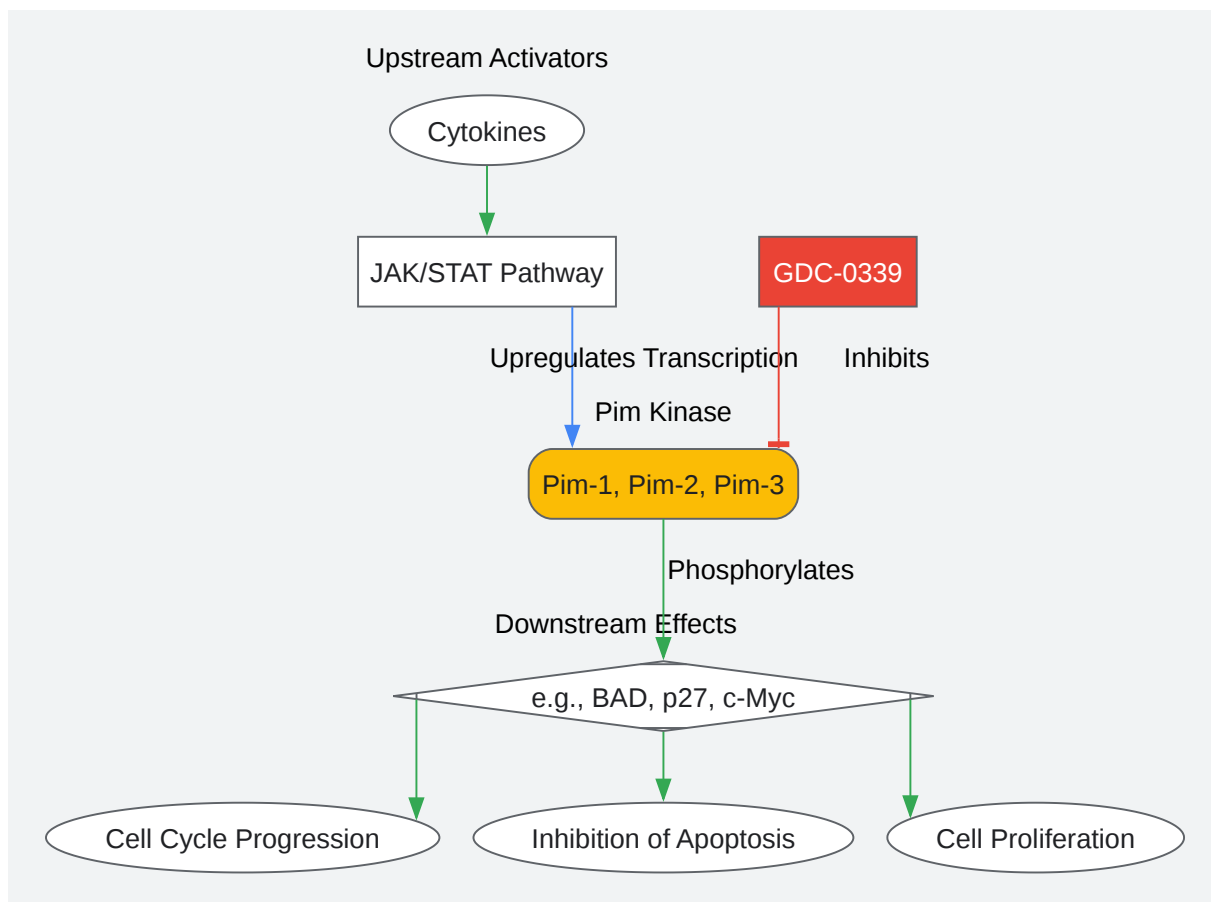 Upstream Activators
Cytokines
JAK/STAT Pathway
GDC-0339
Upregulates Transcription
Inhibits
Pim Kinase
Pim-1, Pim-2, Pim-3
Phosphorylates
Downstream Effects
e.g., BAD, p27, c-Myc
Cell Cycle Progression
Inhibition of Apoptosis
Cell Proliferation